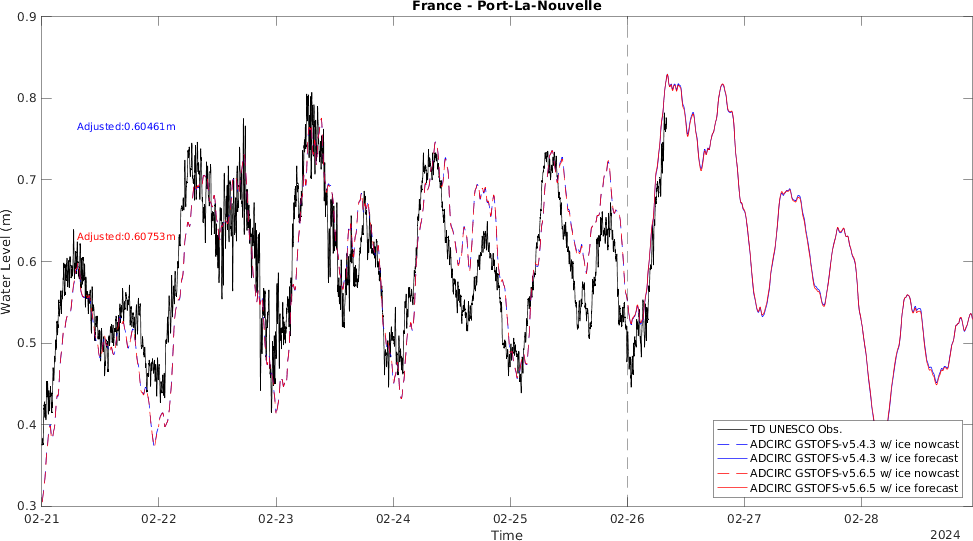 France - Port-La-Nouvelle
0.9
0.8
0.7
0.6
0.5
0.4
0.3
Water Level (m)
Adjusted:0.60461m
Adjusted:0.60753m
TD UNESCO Obs.
ADCIRC GSTOFS-v5.4.3 w/ ice nowcast
ADCIRC GSTOFS-v5.4.3 w/ ice forecast
ADCIRC GSTOFS-v5.6.5 w/ ice nowcast
ADCIRC GSTOFS-v5.6.5 w/ ice forecast
02-21 02-22 02-23 02-24 02-25 02-26 02-27 02-28
Time
2024